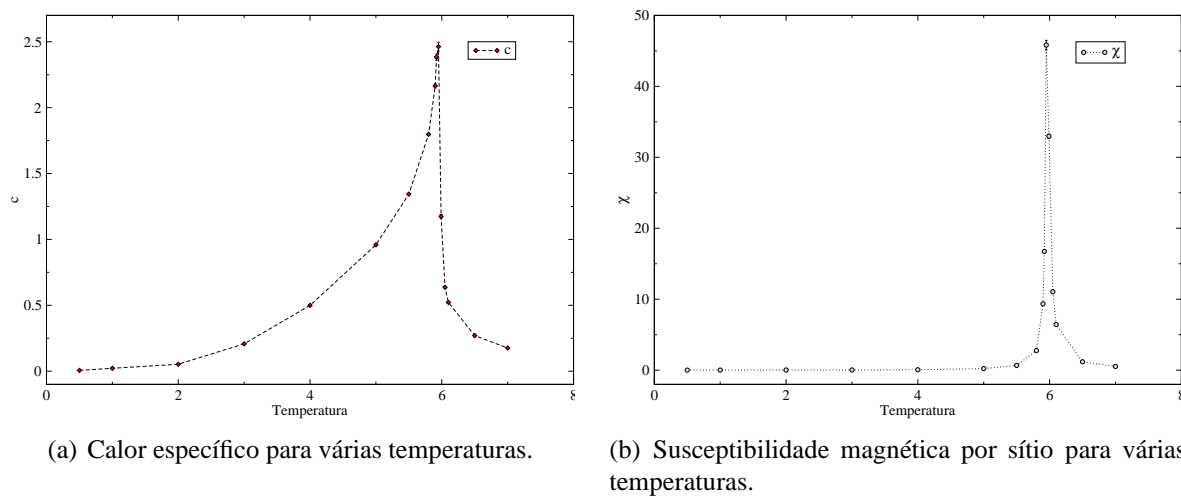 2.5
2
1.5
1
0.5
0
c
c
0 2 4 6 8
Temperatura
(a) Calor específico para várias temperaturas.
50
40
30
20
10
0
χ
χ
0 2 4 6 8
Temperatura
(b) Susceptibilidade magnética por sítio para várias
temperaturas.